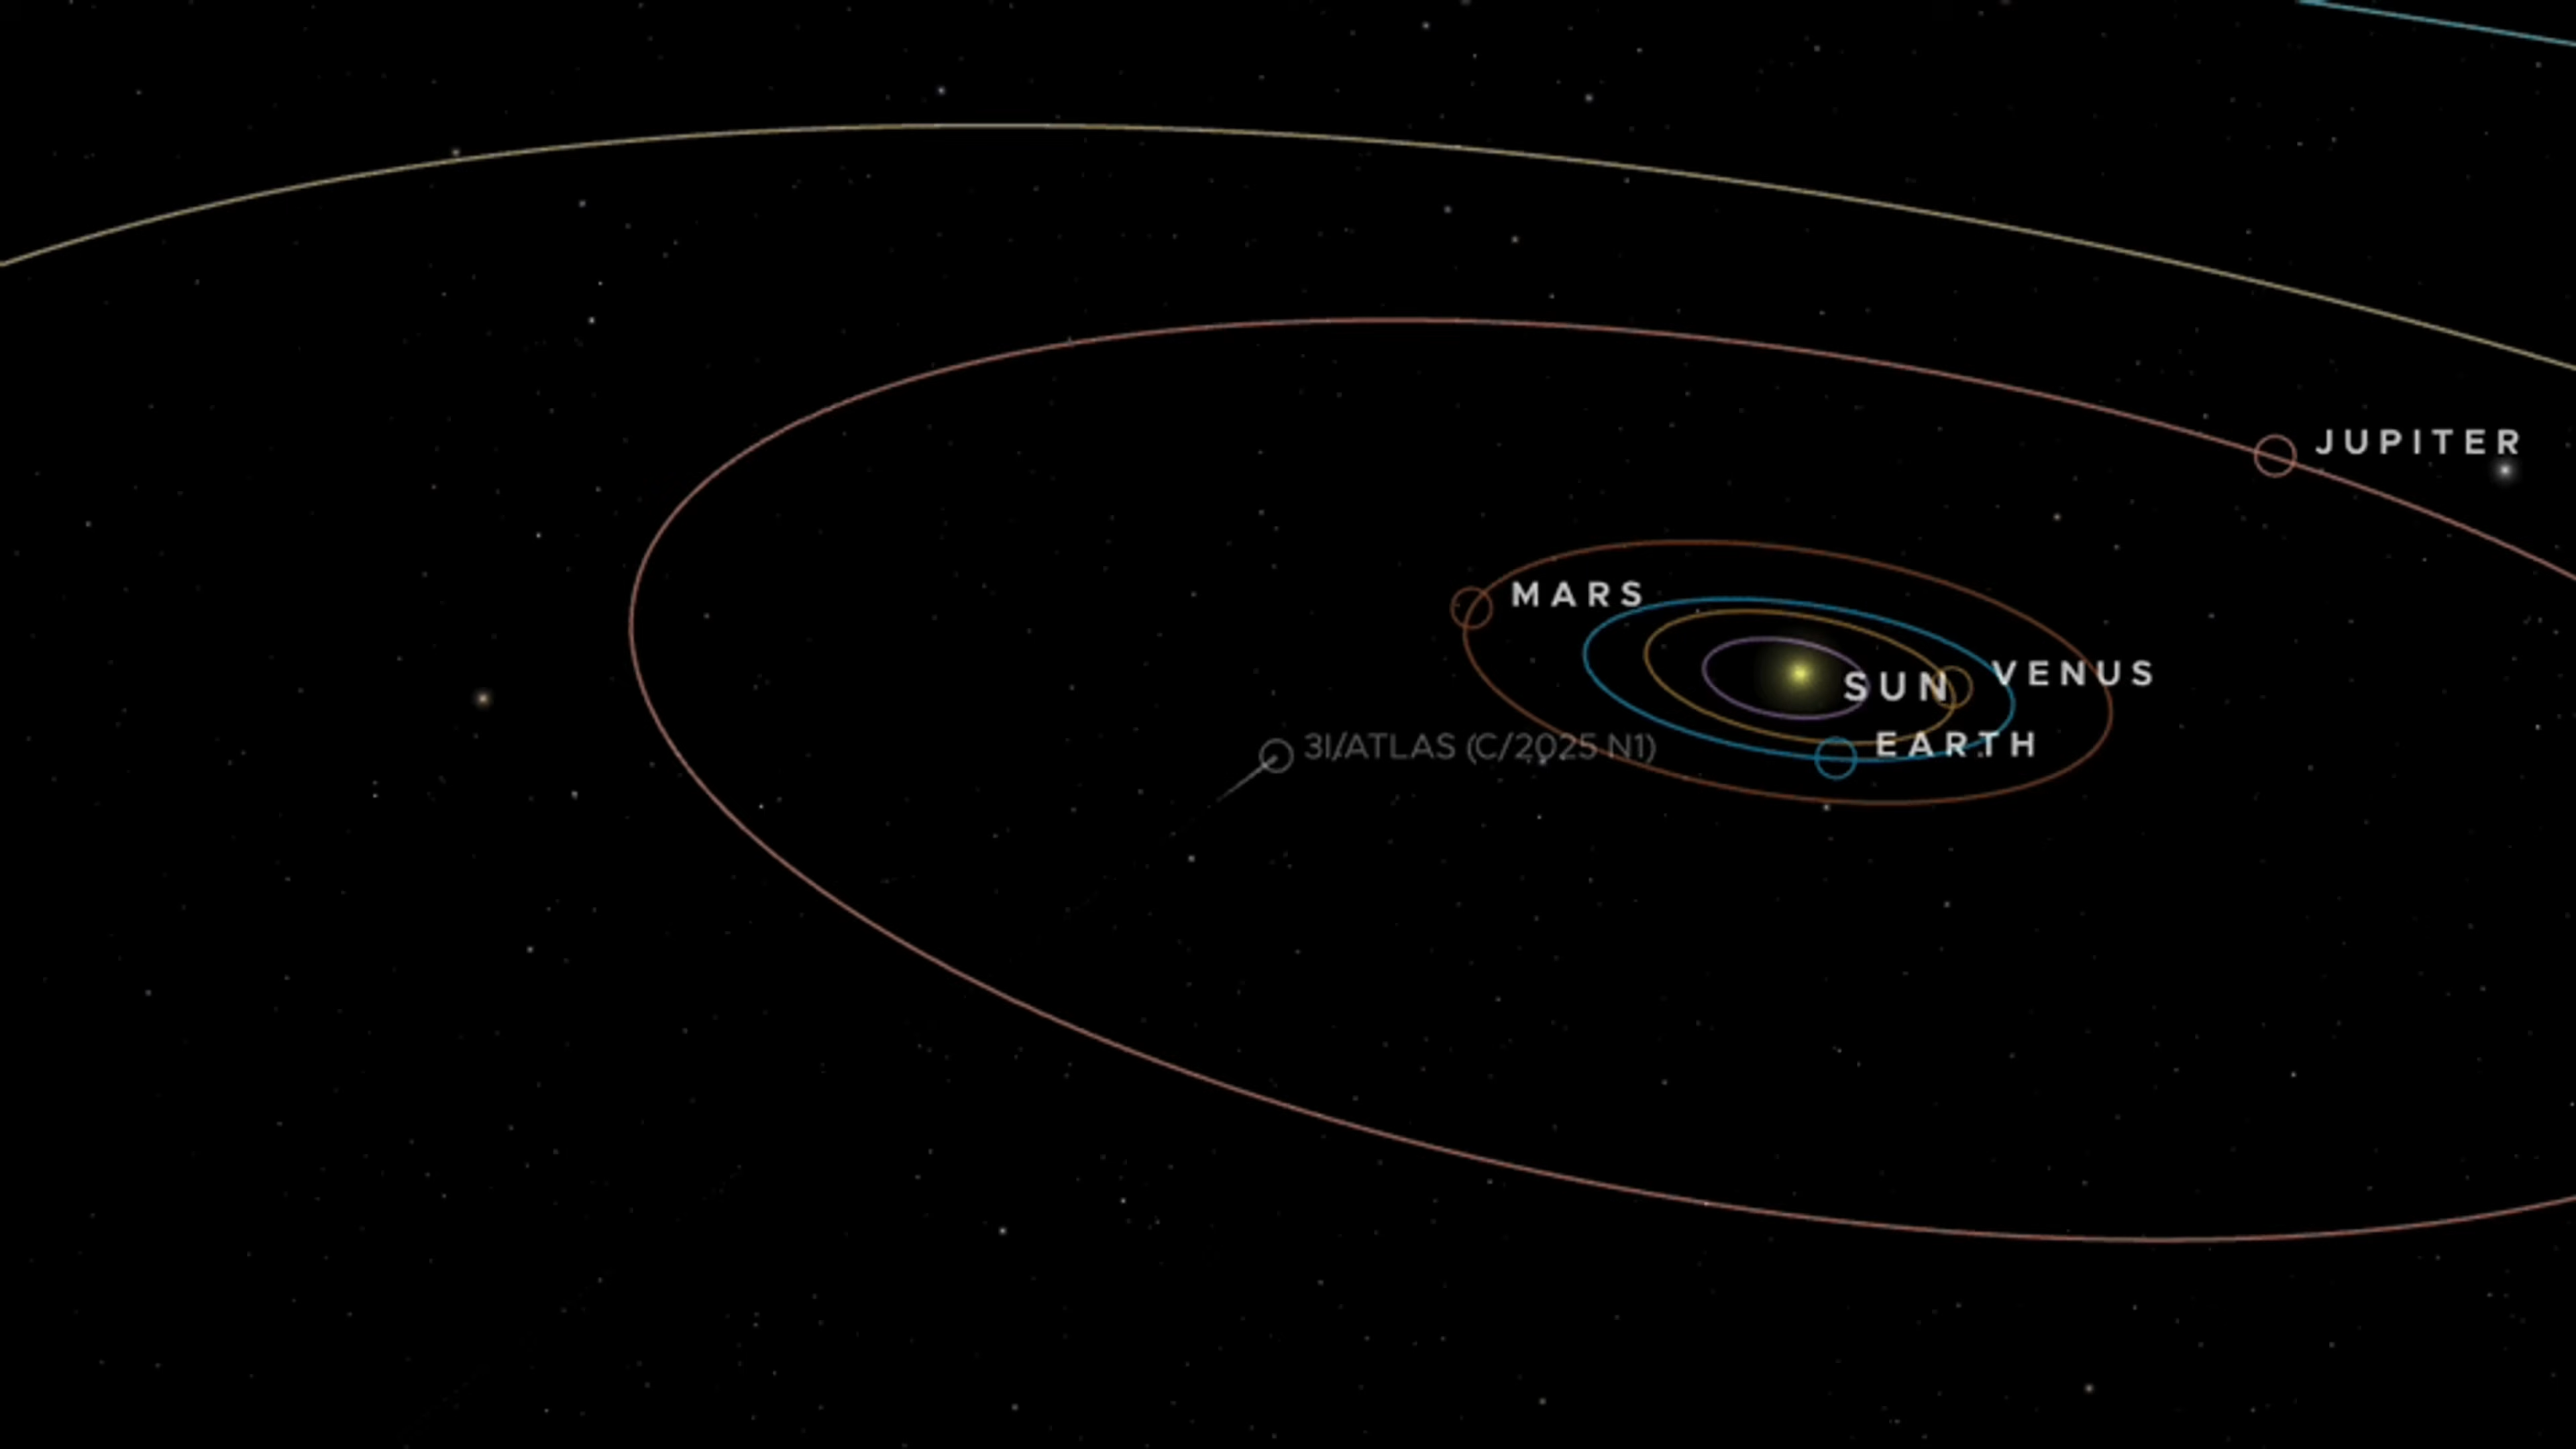 JUPITER
MARS
VENUS
SUN
EARTH
3I/ATLAS (C/2025 N1)